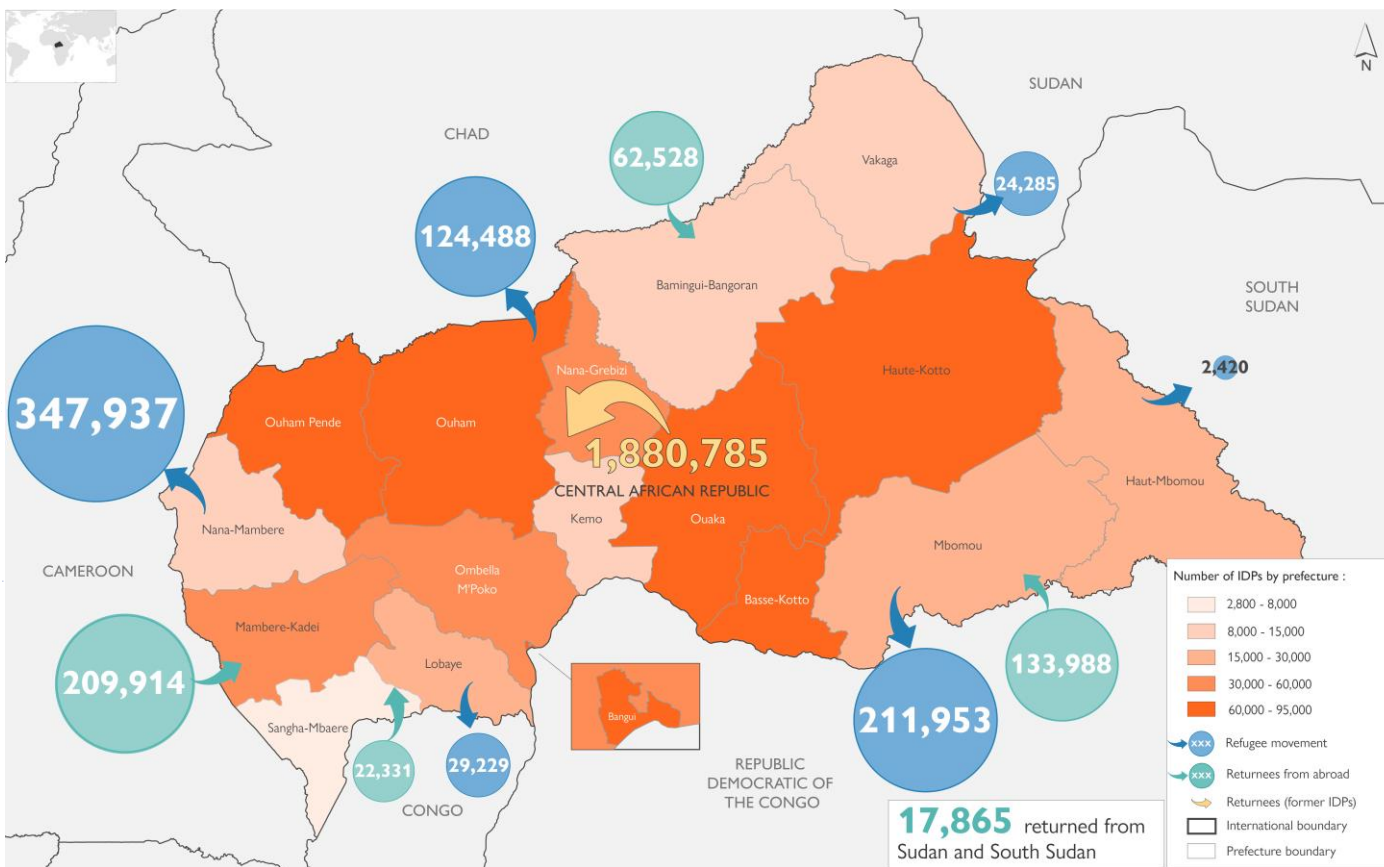 N
SUDAN
CHAD
62,528
Vakaga
24,285
124,488
Bamingui-Bangoran
SOUTH
SUDAN
2,420
347,937
Nana-Grebizi
Haute-Kotto
Ouham Pende
Ouham
1,880,785
CENTRAL AFRICAN REPUBLIC
Haut-Mbomou
Nana-Mambere
Kemo
Ouaka
Mbomou
CAMEROON
Ombella
M'Poko
Basse-Kotto
Mambere-Kadei
Lobaye
209,914
133,988
Sangha-Mbaere
Bangui
211,953
22,331
29,229
CONGO
REPUBLIC
DEMOCRATIC OF
THE CONGO
17,865 returned from
Sudan and South Sudan
Number of IDPs by prefecture :
2,800 - 8,000
8,000 - 15,000
15,000 - 30,000
30,000 - 60,000
60,000 - 95,000
xxx Refugee movement
xxx Returnees from abroad
Returnees (former IDPs)
International boundary
Prefecture boundary